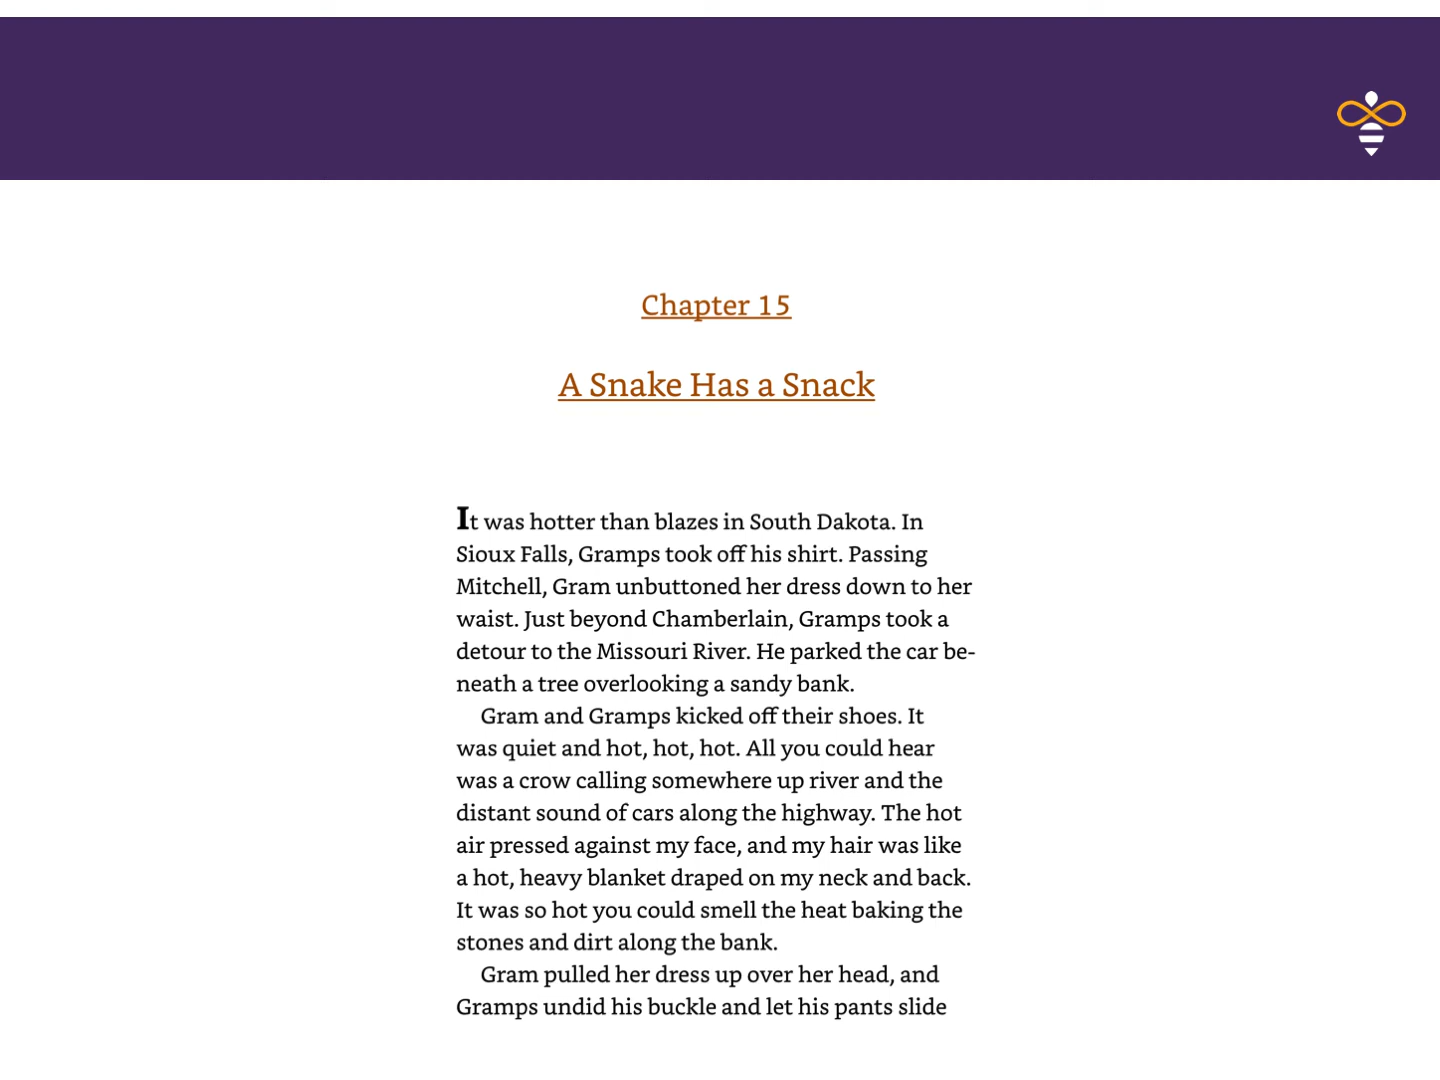 Chapter 15
A Snake Has a Snack
It was hotter than blazes in South Dakota. In
Sioux Falls, Gramps took off his shirt. Passing
Mitchell, Gram unbuttoned her dress down to her
waist. Just beyond Chamberlain, Gramps took a
detour to the Missouri River. He parked the car be-
neath a tree overlooking a sandy bank.
Gram and Gramps kicked off their shoes. It
was quiet and hot, hot, hot. All you could hear
was a crow calling somewhere up river and the
distant sound of cars along the highway. The hot
air pressed against my face, and my hair was like
a hot, heavy blanket draped on my neck and back.
It was so hot you could smell the heat baking the
stones and dirt along the bank.
Gram pulled her dress up over her head, and
Gramps undid his buckle and let his pants slide